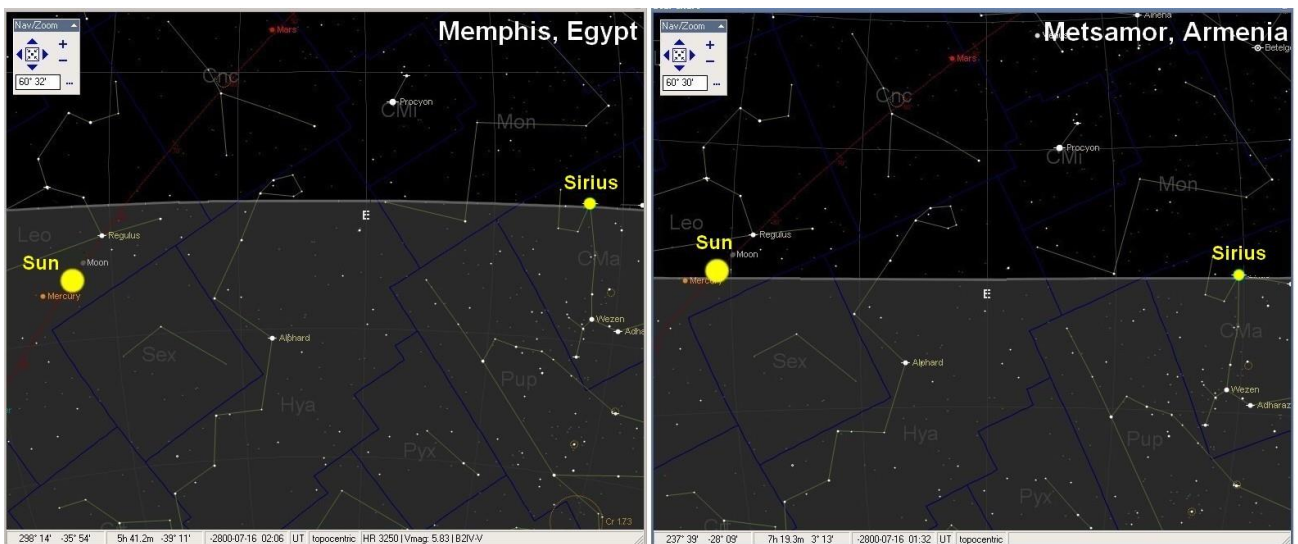 Nav/Zoom
60° 32'
Memphis, Egypt
Mars
Cnc
Procyon
CMi
Mon
Sirius
E
Leo
Regulus
Sun
Moon
Mercury
CMa
Wezen
Sex
Alphard
Hya
Pup
Pyx
Cr 173
298° 14' -35° 54' 5h 41.2m -39° 11' -2800-07-16 02:06 UT topocentric HR 3250 | Vmag: 5.83 | B2IV-V
Nav/Zoom
60° 30'
Metsamor, Armenia
Mars
Cnc
Procyon
CMi
Mon
Leo
Regulus
Sun
Moon
Sirius
E
CMa
Sex
Alphard
Wezen
Adharaz
Hya
Pup
Pyx
237° 39' -28° 09' 7h 19.3m 3° 13' -2800-07-16 01:32 UT topocentric